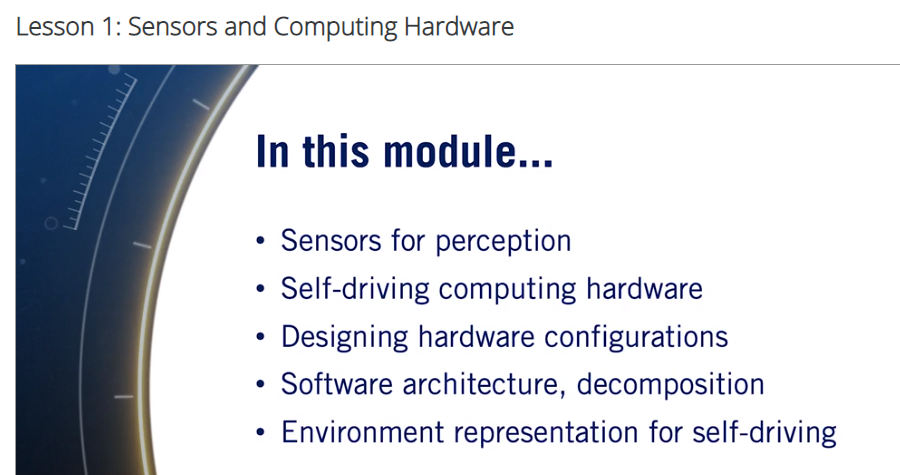 Lesson 1: Sensors and Computing Hardware
In this module...
• Sensors for perception
• Self-driving computing hardware
• Designing hardware configurations
• Software architecture, decomposition
• Environment representation for self-driving